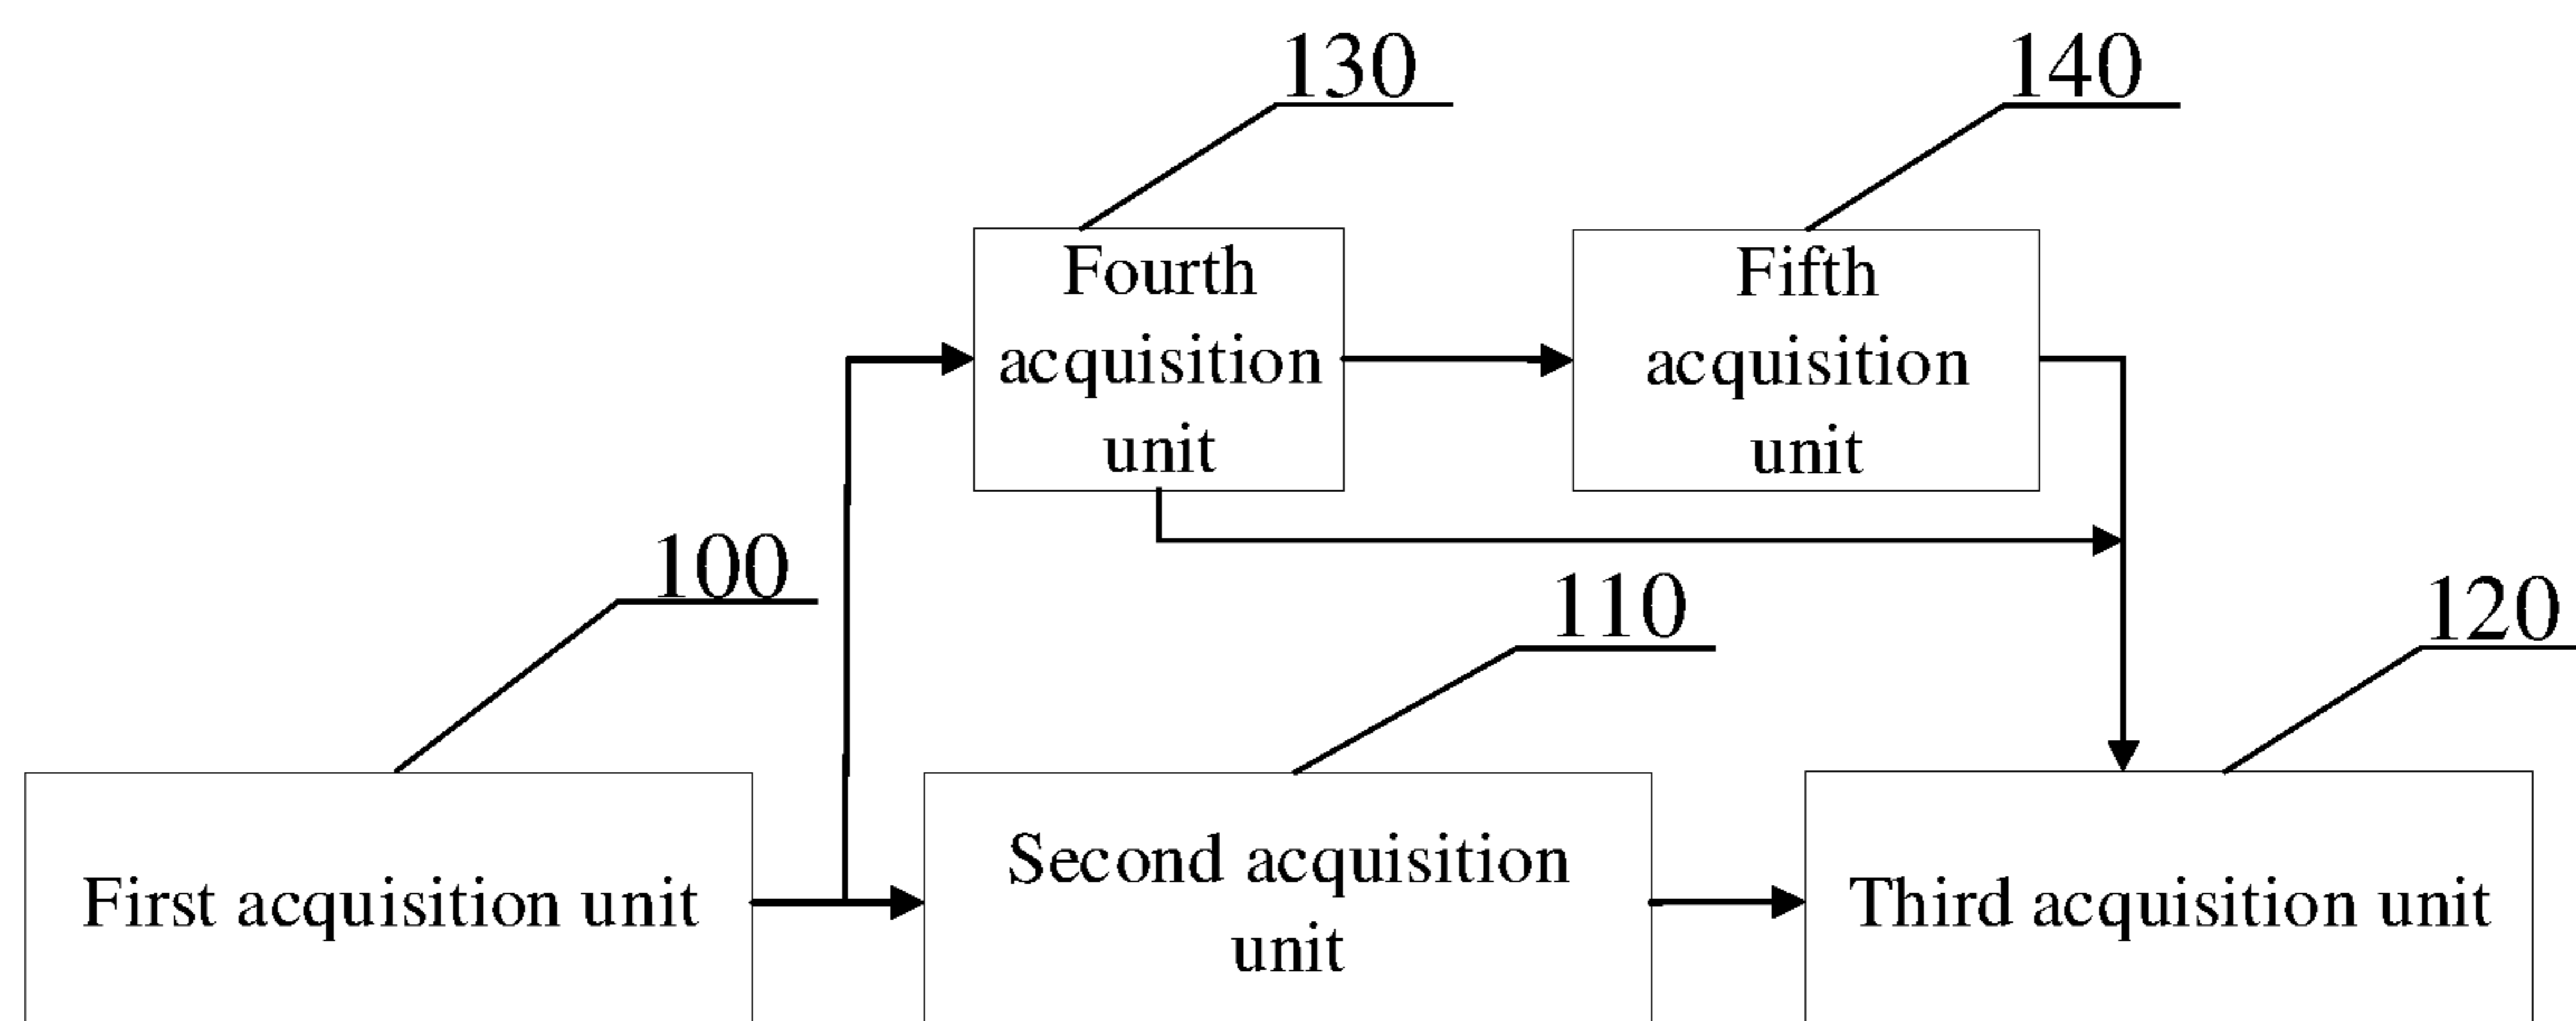 130
140
Fourth
acquisition
unit
Fifth
acquisition
unit
100
110
120
First acquisition unit
Second acquisition
unit
Third acquisition unit